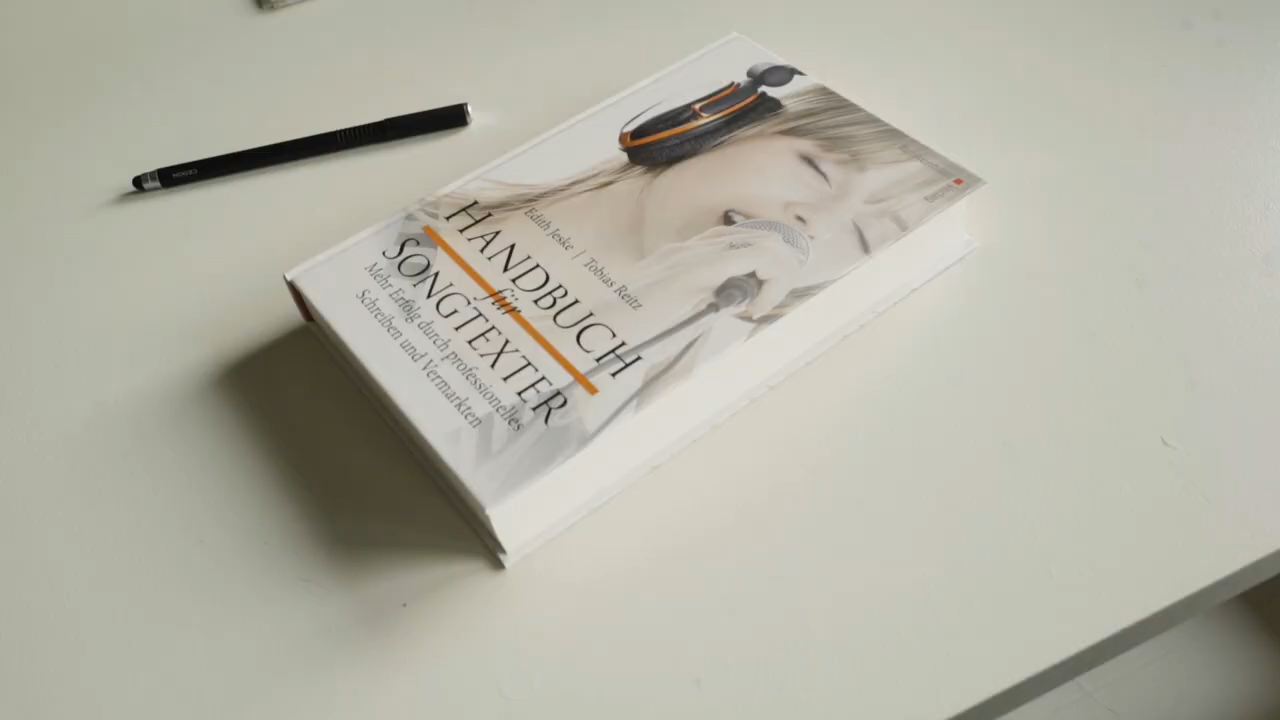 Edith Jeske | Tobias Reitz
HANDBUCH
für
SONGTEXTER
Mehr Erfolg durch professionelles
Schreiben und Vermarkten